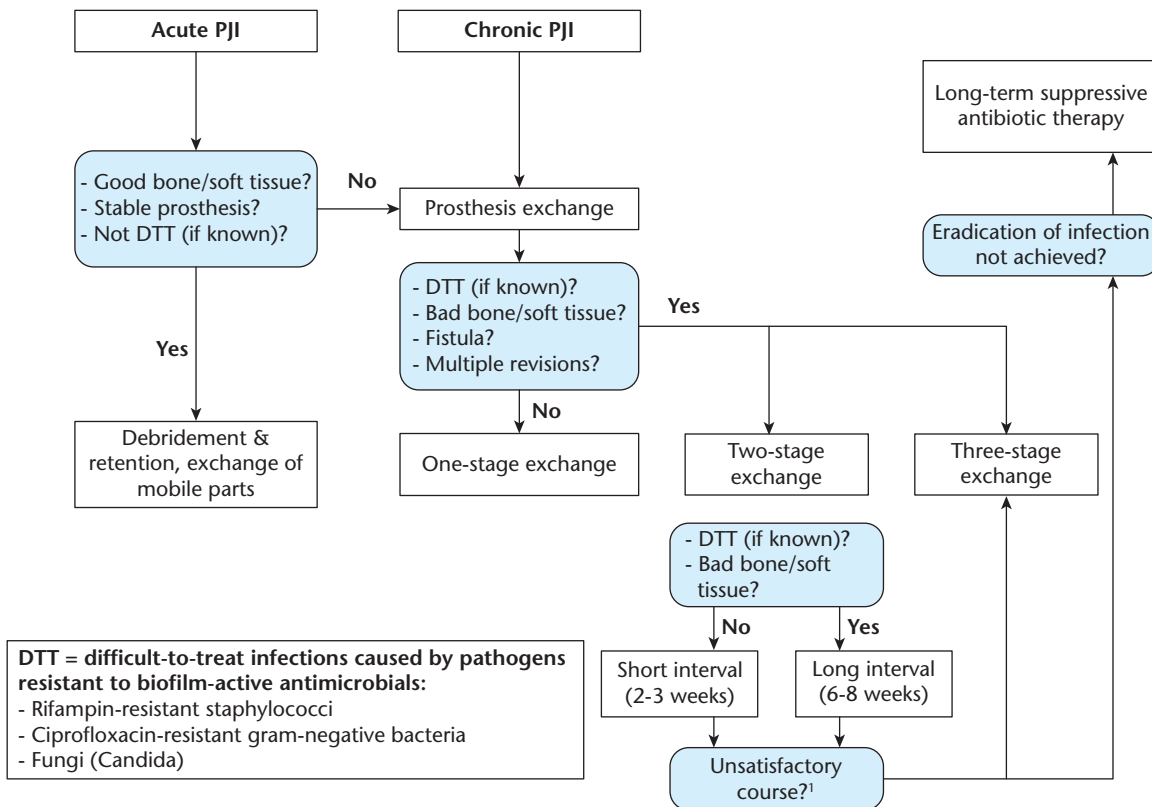 Acute PJI
Chronic PJI
Long-term suppressive
antibiotic therapy
- Good bone/soft tissue?
- Stable prosthesis?
- Not DTT (if known)?
No
Prosthesis exchange
Eradication of infection
not achieved?
- DTT (if known)?
- Bad bone/soft tissue?
- Fistula?
- Multiple revisions?
Yes
Yes
No
Debridement &
retention, exchange of
mobile parts
One-stage exchange
Two-stage
exchange
Three-stage
exchange
- DTT (if known)?
- Bad bone/soft
tissue?
No
Yes
Short interval
(2-3 weeks)
Long interval
(6-8 weeks)
DTT = difficult-to-treat infections caused by pathogens
resistant to biofilm-active antimicrobials:
- Rifampin-resistant staphylococci
- Ciprofloxacin-resistant gram-negative bacteria
- Fungi (Candida)
Unsatisfactory
course?¹